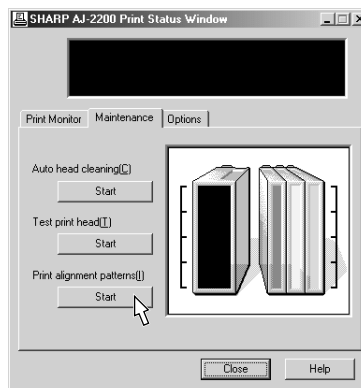 SHARP AJ-2200 Print Status Window
Print Monitor Maintenance Options
Auto head cleaning(C)
Start
Test print head(T)
Start
Print alignment patterns(I)
Start
Close Help